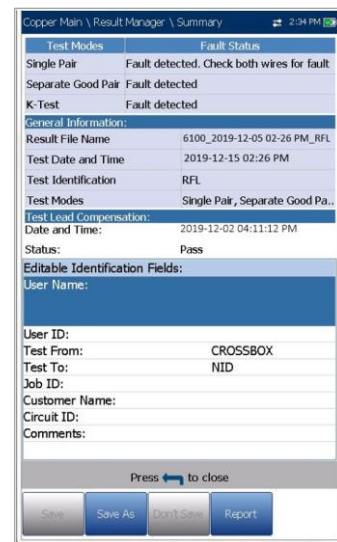 Copper Main \ Result Manager \ Summary 2:34 PM
Test Modes Fault Status
Single Pair Fault detected. Check both wires for fault
Separate Good Pair Fault detected
K-Test Fault detected
General Information:
Result File Name 6100_2019-12-05 02-26 PM_RFL
Test Date and Time 2019-12-15 02:26 PM
Test Identification RFL
Test Modes Single Pair, Separate Good Pa..
Test Lead Compensation:
Date and Time: 2019-12-02 04:11:12 PM
Status: Pass
Editable Identification Fields:
User Name:
User ID:
Test From: CROSSBOX
Test To: NID
Job ID:
Customer Name:
Circuit ID:
Comments:
Press to close
Save Save As Don't Save Report